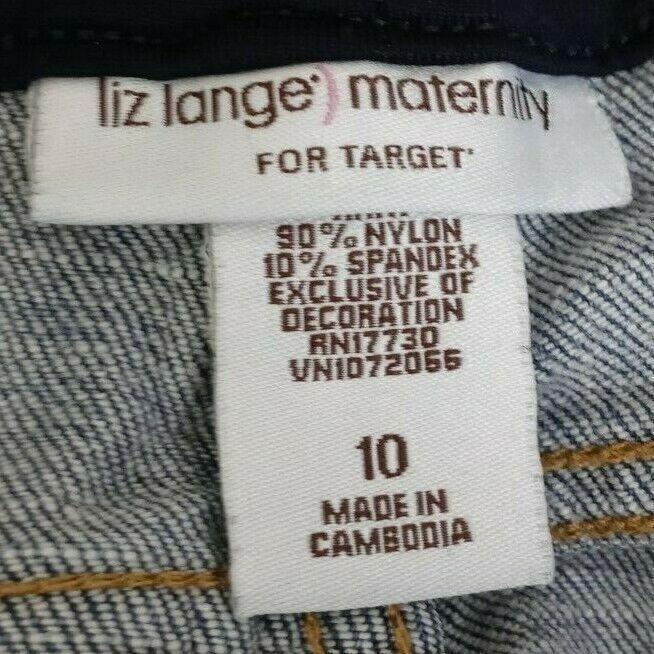 liz lange) maternity
FOR TARGET
90% NYLON
10% SPANDEX
EXCLUSIVE OF
DECORATION
RN17730
VN1072066
10
MADE IN
CAMBODIA